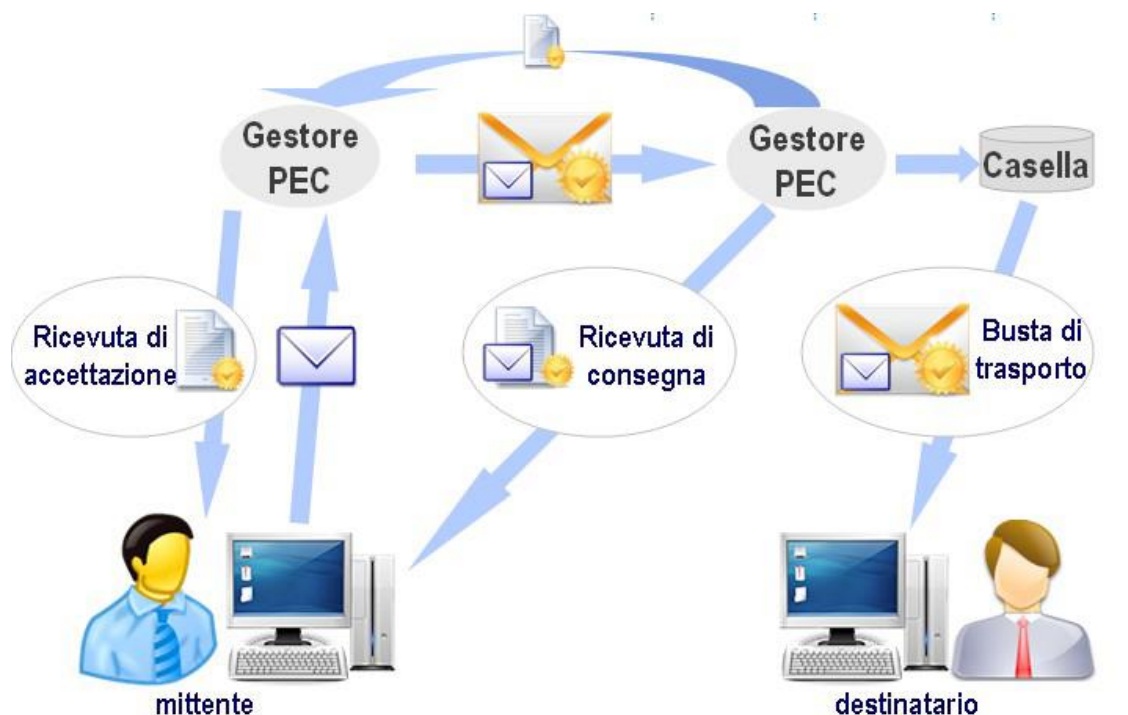 Gestore
PEC
Gestore
PEC
Casella
Ricevuta di
accettazione
Ricevuta di
consegna
Busta di
trasporto
mittente
destinatario